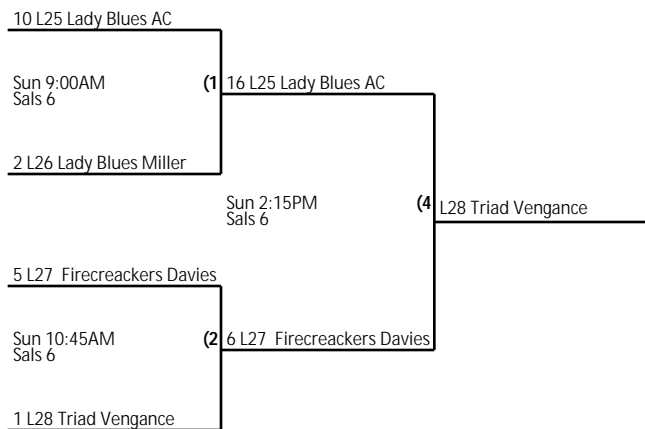 10 L25 Lady Blues AC
Sun 9:00AM
Sals 6
(1
16 L25 Lady Blues AC
2 L26 Lady Blues Miller
Sun 2:15PM
Sals 6
(4
L28 Triad Vengance
5 L27 Firecreackers Davies
Sun 10:45AM
Sals 6
(2
6 L27 Firecreackers Davies
1 L28 Triad Vengance